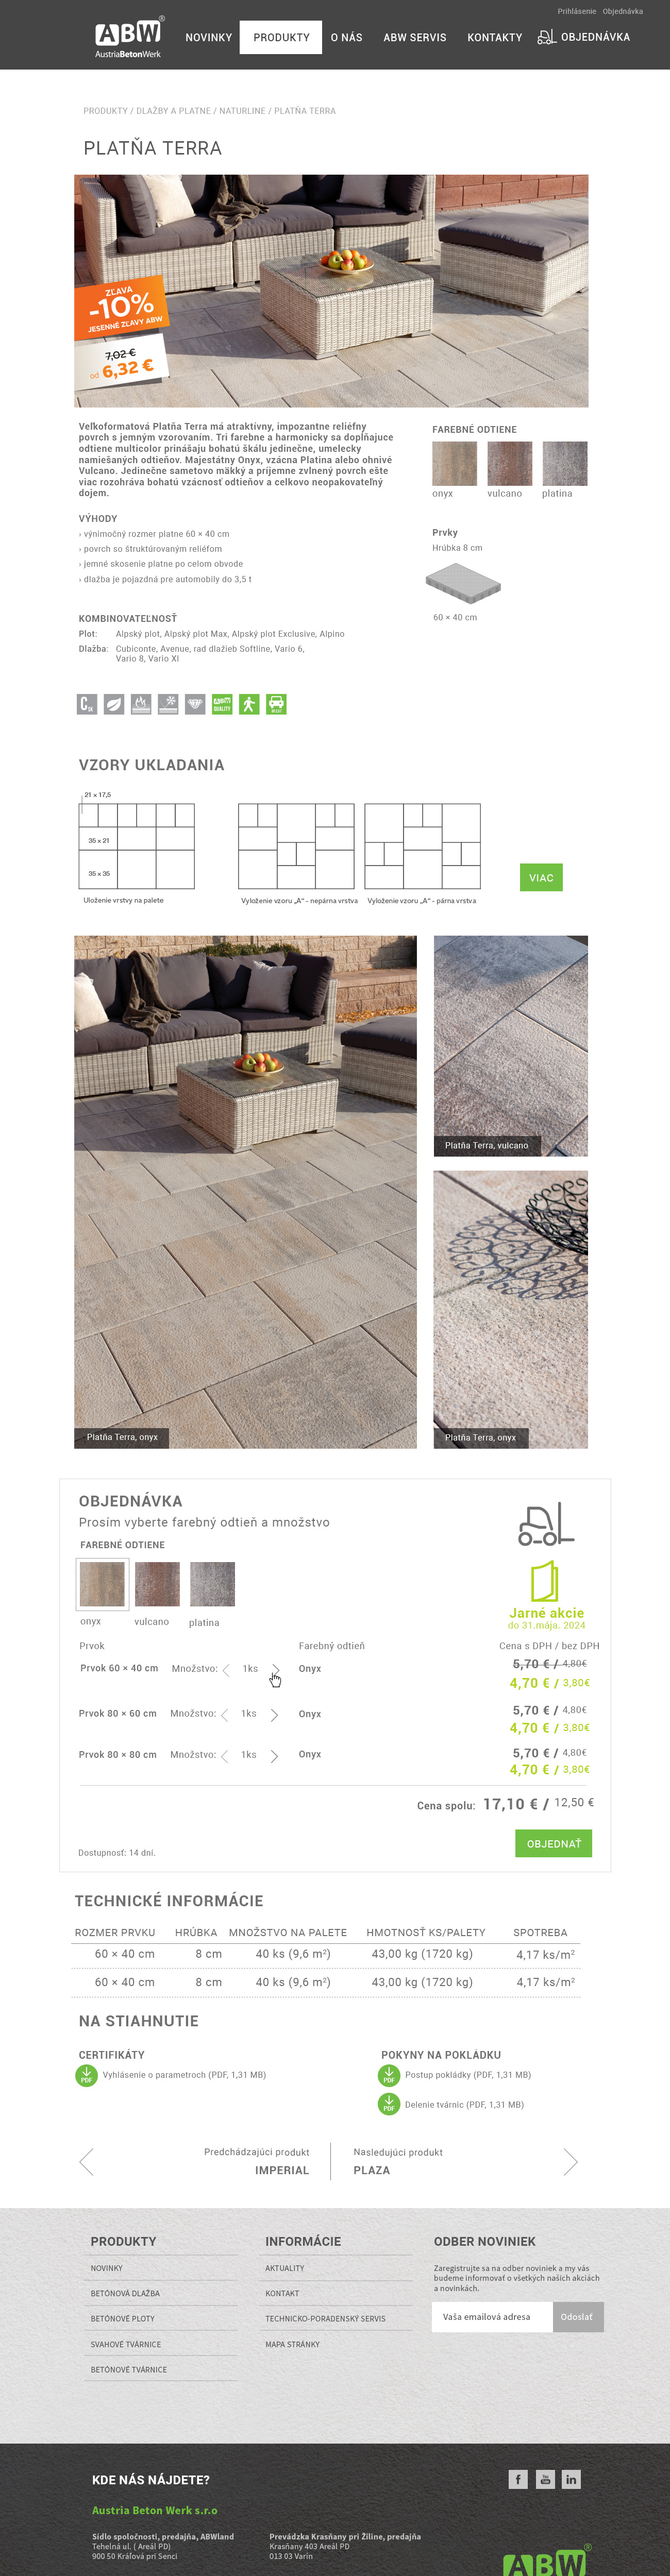 Prihlásenie Objednávka
ABW®
AustriaBetonWerk
NOVINKY PRODUKTY O NÁS ABW SERVIS KONTAKTY OBJEDNÁVKA
PRODUKTY / DLAŽBY A PLATNE / NATURLINE / PLATŇA TERRA
PLATŇA TERRA
ZĽAVA
-10%
JESENNÉ ZĽAVY ABW
7,02 €
od 6,32 €
Veľkoformatová Platňa Terra má atraktívny, impozantne reliéfny
povrch s jemným vzorovaním. Tri farebne a harmonicky sa dopĺňajuce
odtiene multicolor prinášajú bohatú škálu jedinečne, umelecky
namiešaných odtieňov. Majestátny Onyx, vzácna Platina alebo ohnivé
Vulcano. Jedinečne sametovo mäkký a príjemne zvlnený povrch ešte
viac rozohráva bohatú vzácnosť odtieňov a celkovo neopakovateľný
dojem.
FAREBNÉ ODTIENE
onyx vulcano platina
VÝHODY
› výnimočný rozmer platne 60 × 40 cm
› povrch so štruktúrovaným reliéfom
› jemné skosenie platne po celom obvode
› dlažba je pojazdná pre automobily do 3,5 t
Prvky
Hrúbka 8 cm
60 × 40 cm
KOMBINOVATEĽNOSŤ
Plot: Alpský plot, Alpský plot Max, Alpský plot Exclusive, Alpino
Dlažba: Cubiconte, Avenue, rad dlažieb Softline, Vario 6,
Vario 8, Vario XI
ABW QUALITY
VZORY UKLADANIA
21 x 17,5
35 x 21
35 x 35
Uloženie vrstvy na palete
Vyloženie vzoru „A“ - nepárna vrstva
Vyloženie vzoru „A“ - párna vrstva
VIAC
Platňa Terra, vulcano
Platňa Terra, onyx
Platňa Terra, onyx
OBJEDNÁVKA
Prosím vyberte farebný odtieň a množstvo
FAREBNÉ ODTIENE
onyx vulcano platina
Jarné akcie
do 31.mája. 2024
Prvok Farebný odtieň Cena s DPH / bez DPH
Prvok 60 × 40 cm Množstvo: 1ks Onyx 5,70 € / 4,80€
4,70 € / 3,80€
Prvok 80 × 60 cm Množstvo: 1ks Onyx 5,70 € / 4,80€
4,70 € / 3,80€
Prvok 80 × 80 cm Množstvo: 1ks Onyx 5,70 € / 4,80€
4,70 € / 3,80€
Cena spolu: 17,10 € / 12,50 €
OBJEDNAŤ
Dostupnosť: 14 dní.
TECHNICKÉ INFORMÁCIE
ROZMER PRVKU HRÚBKA MNOŽSTVO NA PALETE HMOTNOSŤ KS/PALETY SPOTREBA
60 × 40 cm 8 cm 40 ks (9,6 m²) 43,00 kg (1720 kg) 4,17 ks/m²
60 × 40 cm 8 cm 40 ks (9,6 m²) 43,00 kg (1720 kg) 4,17 ks/m²
NA STIAHNUTIE
CERTIFIKÁTY
PDF Vyhlásenie o parametroch (PDF, 1,31 MB)
POKYNY NA POKLÁDKU
PDF Postup pokládky (PDF, 1,31 MB)
PDF Delenie tvárnic (PDF, 1,31 MB)
Predchádzajúci produkt
IMPERIAL
Nasledujúci produkt
PLAZA
PRODUKTY
NOVINKY
BETÓNOVÁ DLAŽBA
BETÓNOVÉ PLOTY
SVAHOVÉ TVÁRNICE
BETÓNOVÉ TVÁRNICE
INFORMÁCIE
AKTUALITY
KONTAKT
TECHNICKO-PORADENSKÝ SERVIS
MAPA STRÁNKY
ODBER NOVINIEK
Zaregistrujte sa na odber noviniek a my vás
budeme informovať o všetkých našich akciách
a novinkách.
Vaša emailová adresa Odoslať
KDE NÁS NÁJDETE?
f You Tube in
Austria Beton Werk s.r.o
Sídlo spoločnosti, predajňa, ABWland
Tehelná ul. ( Areál PD)
900 50 Kráľová pri Senci
Prevádzka Krasňany pri Žiline, predajňa
Krasňany 403 Areál PD
013 03 Varín
ABW®